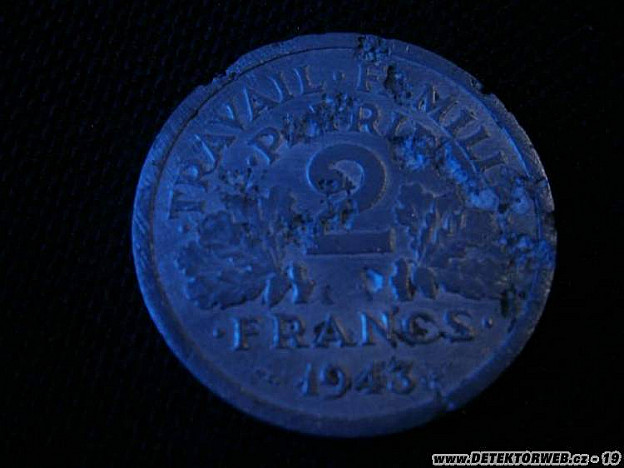 TRAVAIL · FAMILLE
· PATRIE ·
2
· FRANCS ·
1943
www.DETEKTORWEB.cz - 19